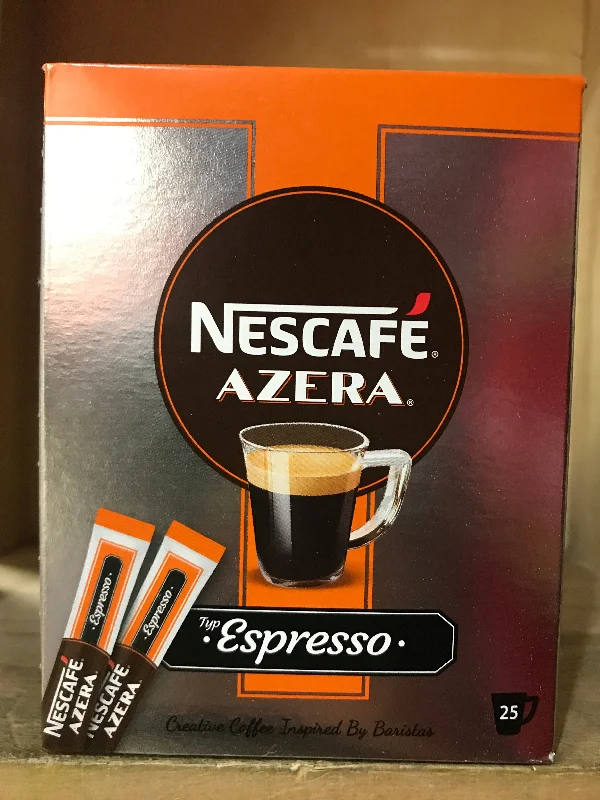 NESCAFÉ®
AZERA®
Typ
·Espresso·
Creative Coffee Inspired By Baristas
25
·Espresso·
NESCAFÉ
AZERA
·Espresso·
NESCAFÉ
AZERA